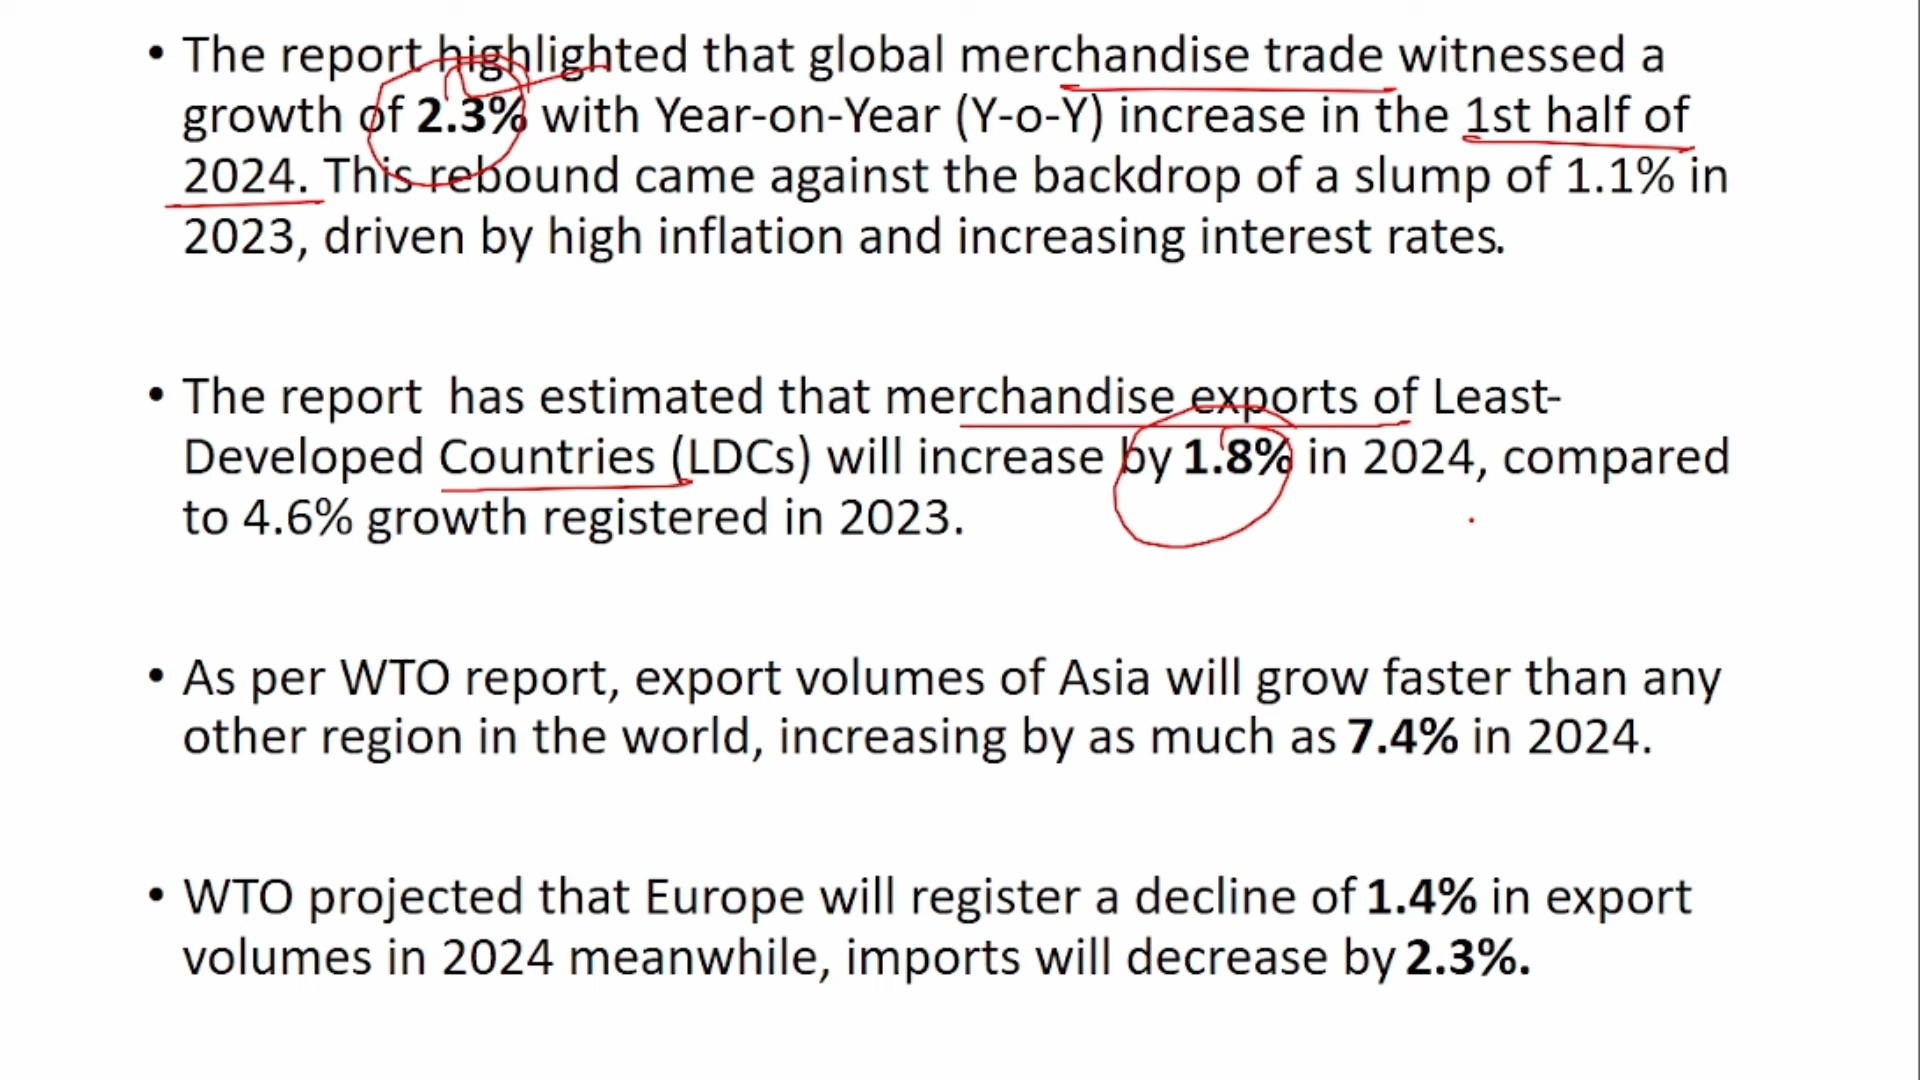 • The report highlighted that global merchandise trade witnessed a
growth of 2.3% with Year-on-Year (Y-o-Y) increase in the 1st half of
2024. This rebound came against the backdrop of a slump of 1.1% in
2023, driven by high inflation and increasing interest rates.
• The report has estimated that merchandise exports of Least-
Developed Countries (LDCs) will increase by 1.8% in 2024, compared
to 4.6% growth registered in 2023.
• As per WTO report, export volumes of Asia will grow faster than any
other region in the world, increasing by as much as 7.4% in 2024.
• WTO projected that Europe will register a decline of 1.4% in export
volumes in 2024 meanwhile, imports will decrease by 2.3%.